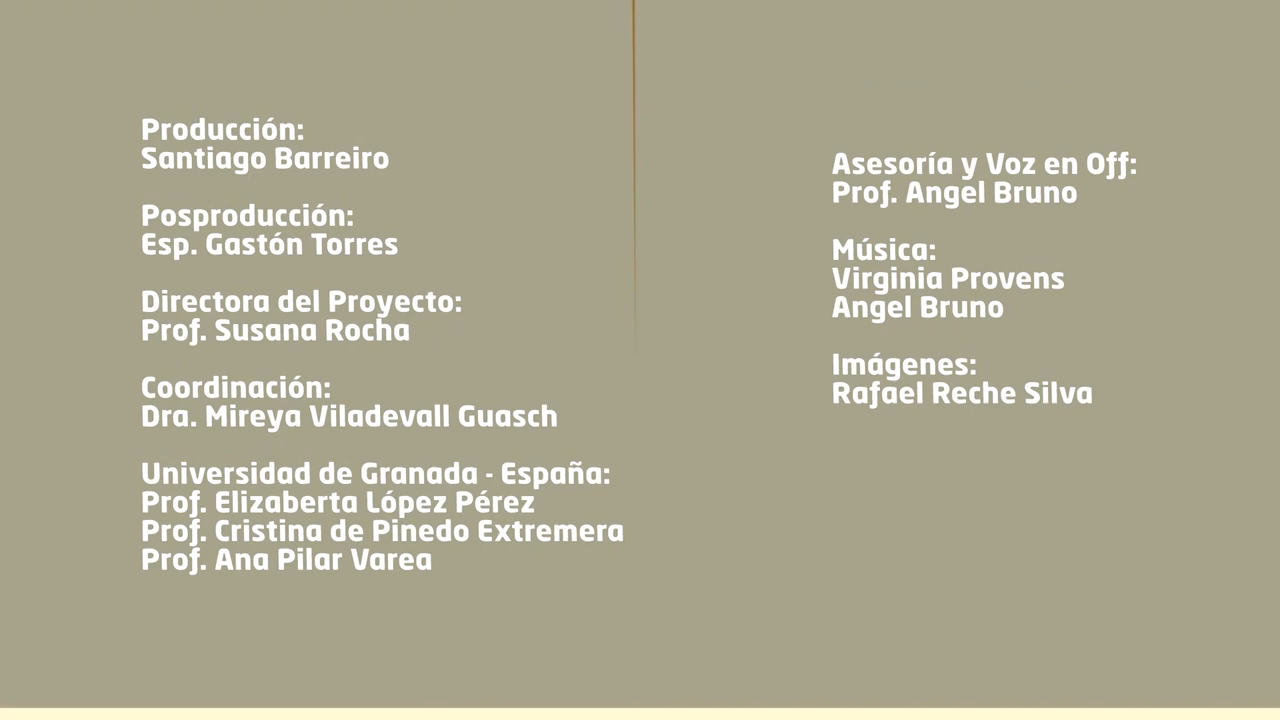 Producción:
Santiago Barreiro
Posproducción:
Esp. Gastón Torres
Directora del Proyecto:
Prof. Susana Rocha
Coordinación:
Dra. Mireya Viladevall Guasch
Universidad de Granada - España:
Prof. Elizaberta López Pérez
Prof. Cristina de Pinedo Extremera
Prof. Ana Pilar Varea
Asesoría y Voz en Off:
Prof. Angel Bruno
Música:
Virginia Provens
Angel Bruno
Imágenes:
Rafael Reche Silva